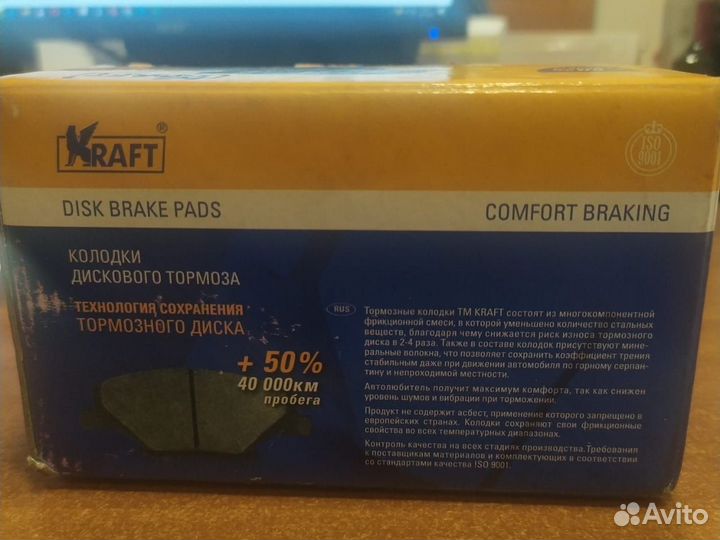 KRAFT®
ISO
9001
DISK BRAKE PADS
COMFORT BRAKING
КОЛОДКИ
ДИСКОВОГО ТОРМОЗА
ТЕХНОЛОГИЯ СОХРАНЕНИЯ
ТОРМОЗНОГО ДИСКА
+ 50%
40 000км
пробега
RUS
Тормозные колодки ТМ KRAFT состоят из многокомпонентной
фрикционной смеси, в которой уменьшено количество стальных
веществ, благодаря чему снижается риск износа тормозного
диска в 2-4 раза. Также в составе колодок присутствуют мине-
ральные волокна, что позволяет сохранить коэффициент трения
стабильным даже при движении автомобиля по горному серпан-
тину и непроходимой местности.
Автолюбитель получит максимум комфорта, так как снижен
уровень шумов и вибрации при торможении.
Продукт не содержит асбест, применение которого запрещено в
европейских странах. Колодки сохраняют свои фрикционные
свойства во всех температурных диапазонах.
Контроль качества на всех стадиях производства.Требования
к поставщикам материалов и комплектующих в соответствии
со стандартами качества ISO 9001.
Avito